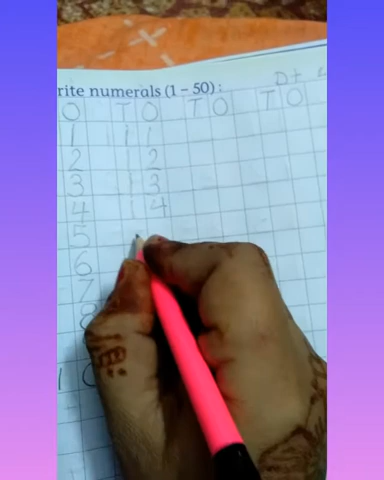 rite numerals (1 – 50) :
Dt
O T O T O T O
1 1 1
2 1 2
3 1 3
4 1 4
5
6
7
8
1 0